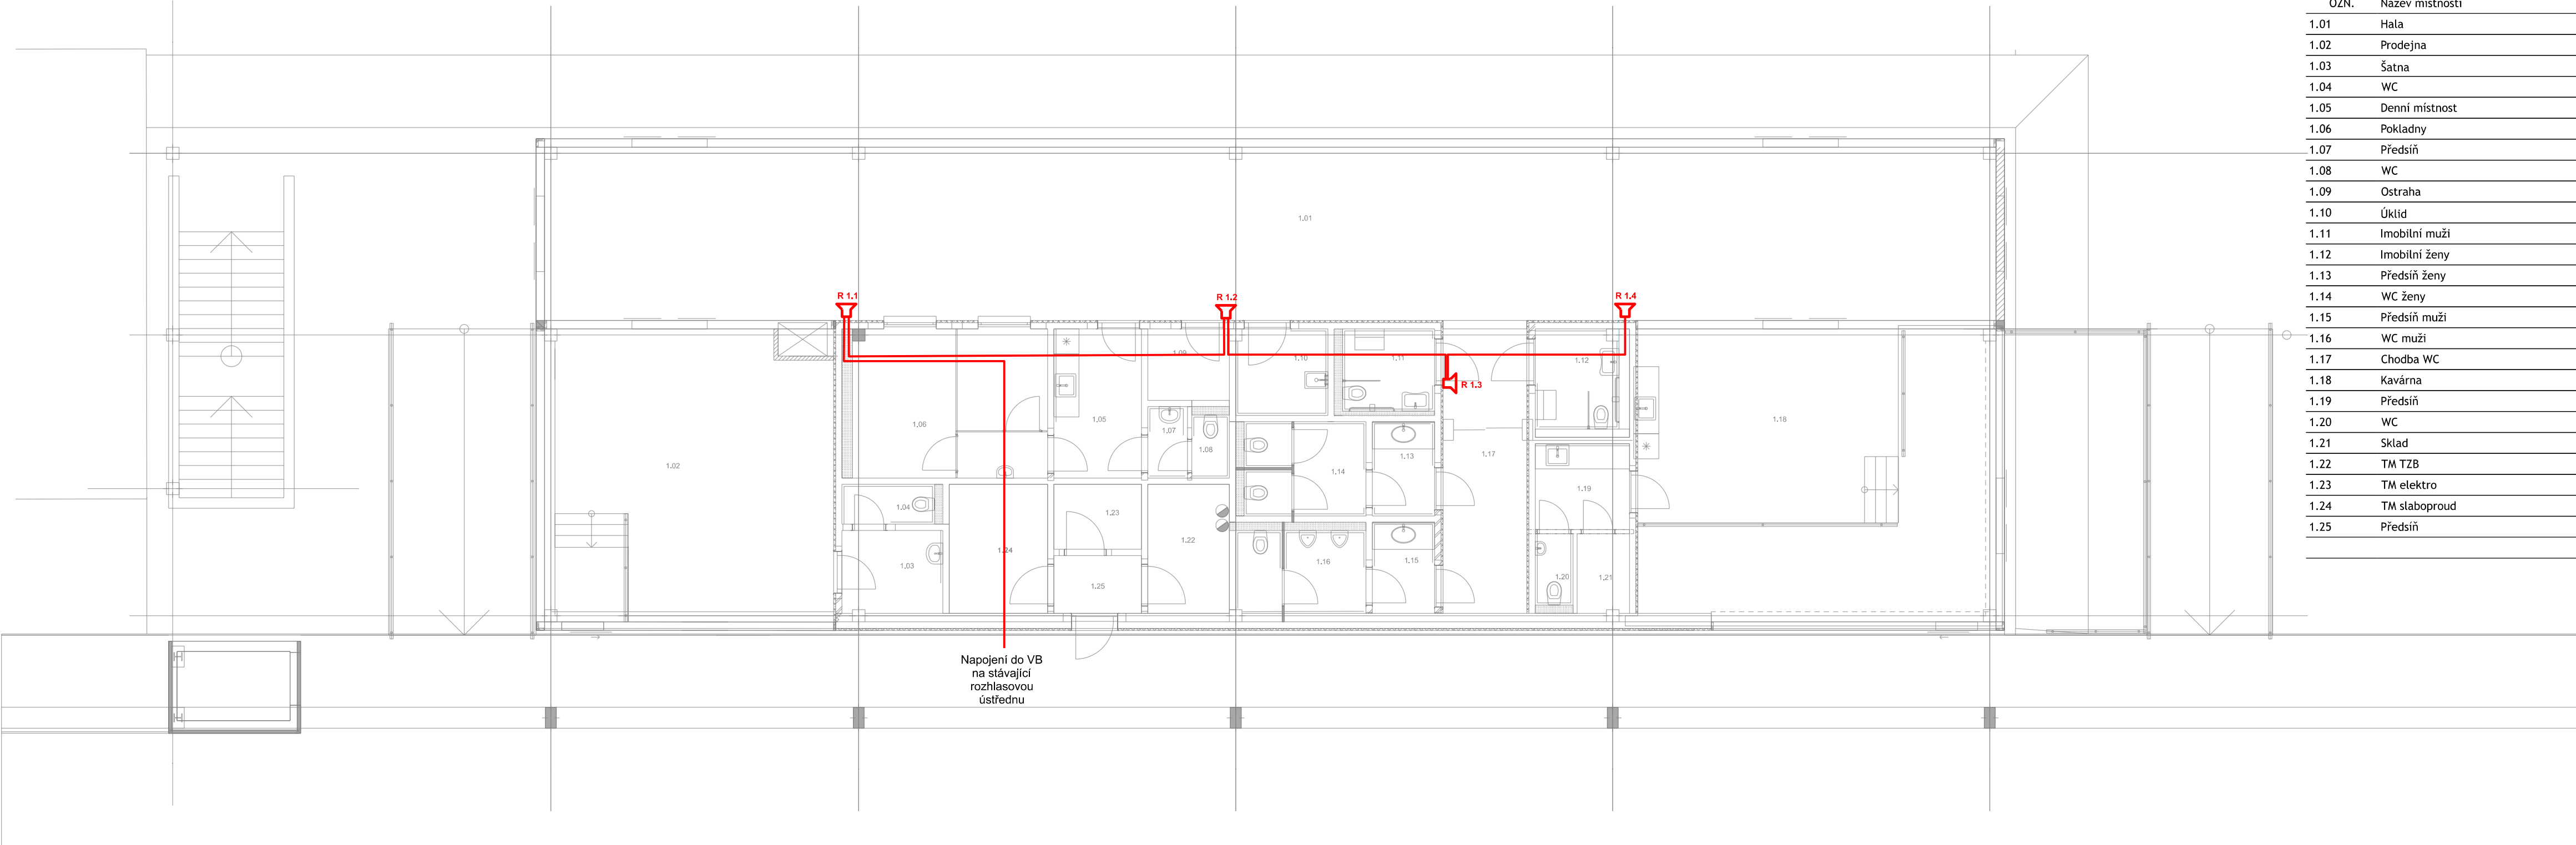 OZN. Název místnosti
1.01 Hala
1.02 Prodejna
1.03 Šatna
1.04 WC
1.05 Denní místnost
1.06 Pokladny
1.07 Předsíň
1.08 WC
1.09 Ostraha
1.10 Úklid
1.11 Imobilní muži
1.12 Imobilní ženy
1.13 Předsíň ženy
1.14 WC ženy
1.15 Předsíň muži
1.16 WC muži
1.17 Chodba WC
1.18 Kavárna
1.19 Předsíň
1.20 WC
1.21 Sklad
1.22 TM TZB
1.23 TM elektro
1.24 TM slaboproud
1.25 Předsíň
1.01
R 1.1
R 1.2
R 1.4
1.09
1.10
1.11
1.12
R 1.3
1.06
1.05
1.07
1.08
1.18
1.02
1.14
1.13
1.17
1.19
1.04
1.23
1.22
1.24
1.03
1.25
1.16
1.15
1.20
1.21
Napojení do VB
na stávající
rozhlasovou
ústřednu